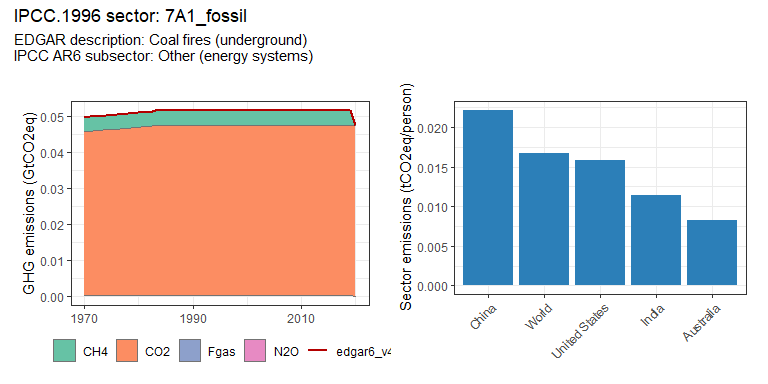 IPCC.1996 sector: 7A1_fossil
EDGAR description: Coal fires (underground)
IPCC AR6 subsector: Other (energy systems)
GHG emissions (GtCO2eq)
0.05
0.04
0.03
0.02
0.01
0.00
1970
1990
2010
CH4
CO2
Fgas
N2O
edgar6_v4
Sector emissions (tCO2eq/person)
0.020
0.015
0.010
0.005
0.000
China
World
United States
India
Australia